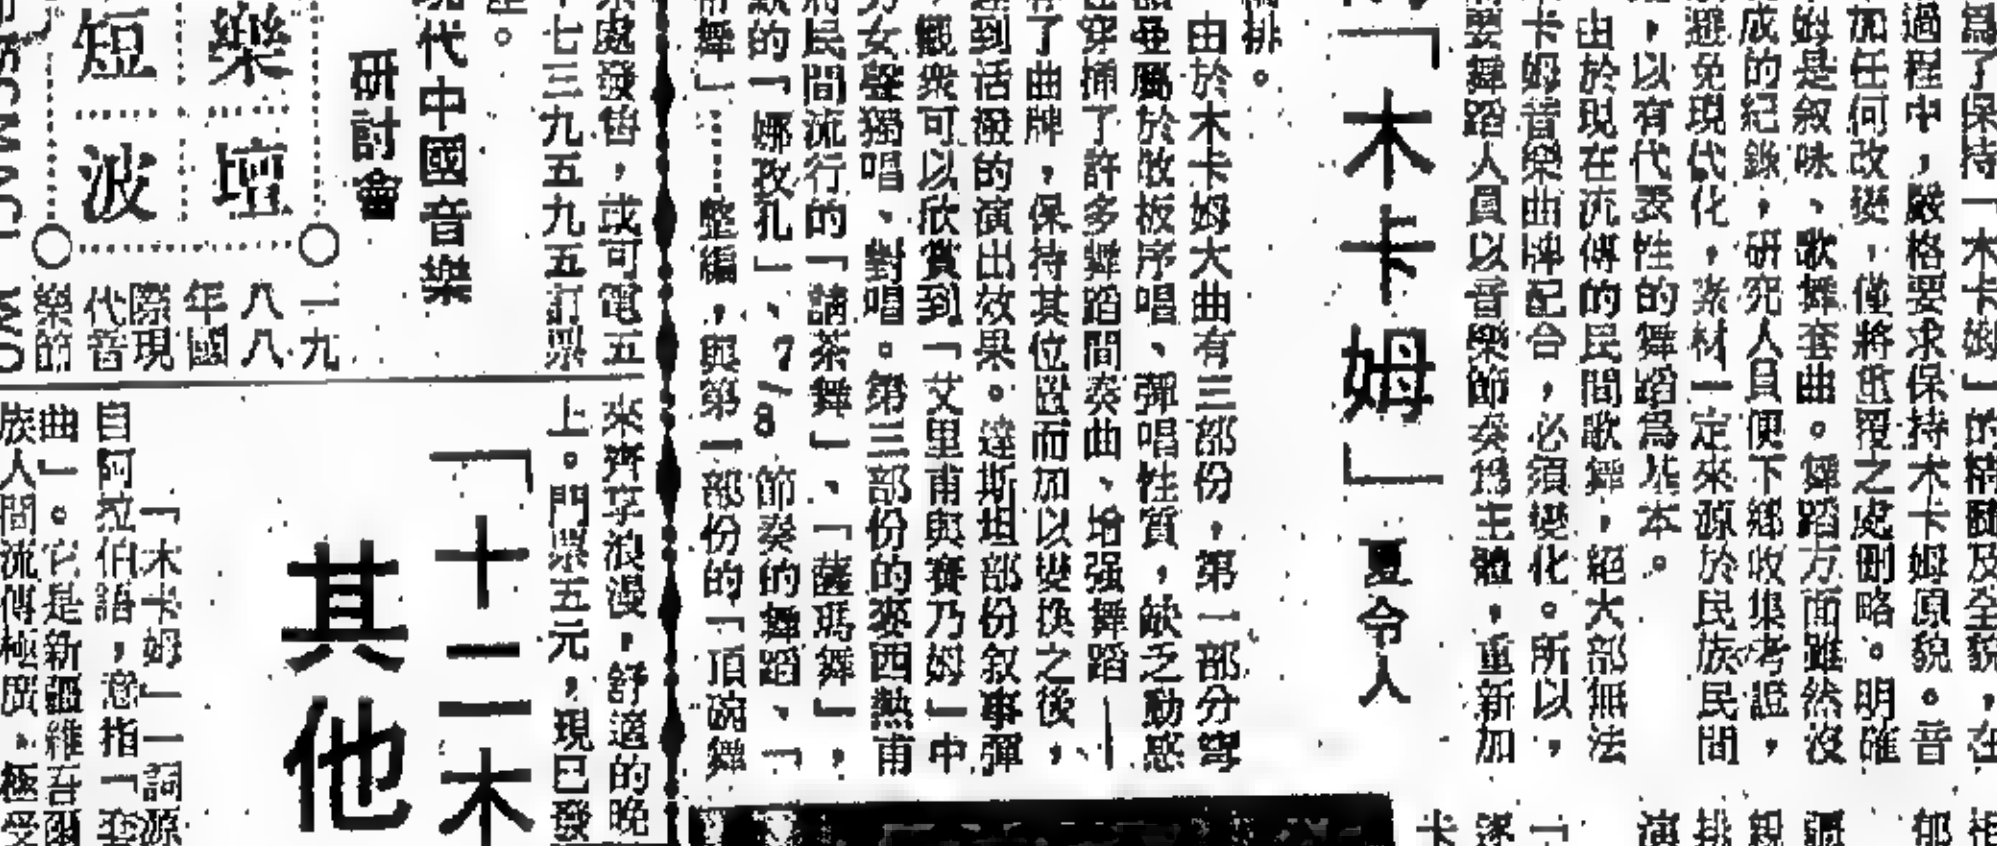 爲了保持「木卡姆」的精髓及全貌，在
過程中，嚴格要求保持木卡姆原貌。音
加任何改變，僅將重覆之處刪略。明確
姆是叙咏、歌舞套曲。舞蹈方面雖然沒
成的紀錄，研究人員便下鄉收集考證，
避免現代化，素材一定來源於民族民間
，以有代表性的舞蹈爲基本。
由於現在流傳的民間歌舞，絕大部無法
卡姆音樂曲牌配合，必須變化。所以，
要舞蹈人員以音樂節奏爲主體，重新加
「木卡姆」
夏令人
排。
由於木卡姆大曲有三部份，第一部分穹
屬於散板序唱、彈唱性質，缺乏動感
穿插了許多舞蹈間奏曲、增强舞蹈
了曲牌，保持其位置而加以變換之後，
達到活潑的演出效果。達斯坦部份叙事彈
，觀衆可以欣賞到「艾里甫與賽乃姆」中
男女聲獨唱、對唱。第三部份的麥西熱甫
將民間流行的「請茶舞」、「薩瑪舞」，
的「娜孜孔」、7/8節奏的舞蹈、「
舞」……整編，與第一部份的「頂碗舞
處發售，或可電五
七三九五九五五訂票
現代中國音樂
研討會
樂壇
短波
一九
八八
年國
際現
代音
樂節
來齊享浪漫，舒適的晚
上。門票五元，現已發
「十二木
其他
「木卡姆」一詞源
自阿拉伯語，意指「套
曲」。它是新疆維吾爾
族人間流傳極廣，極受